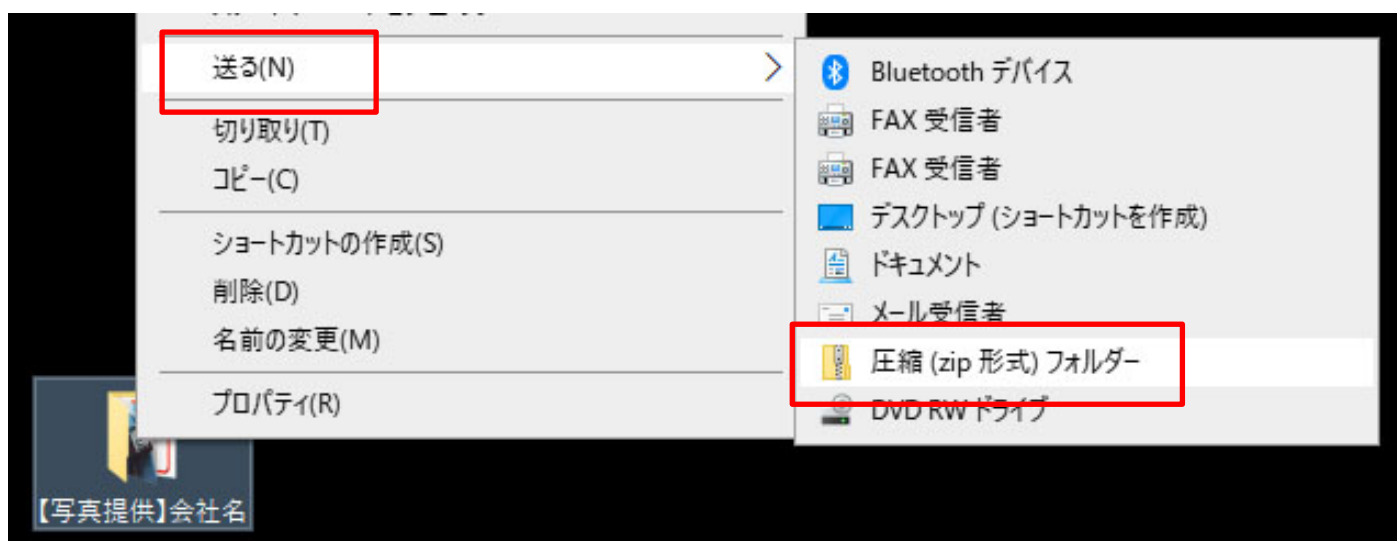 送る(N)
切り取り(T)
コピー(C)
ショートカットの作成(S)
削除(D)
名前の変更(M)
プロパティ(R)
Bluetooth デバイス
FAX 受信者
FAX 受信者
デスクトップ (ショートカットを作成)
ドキュメント
メール受信者
圧縮 (zip 形式) フォルダー
DVD RW ドライブ
【写真提供】会社名